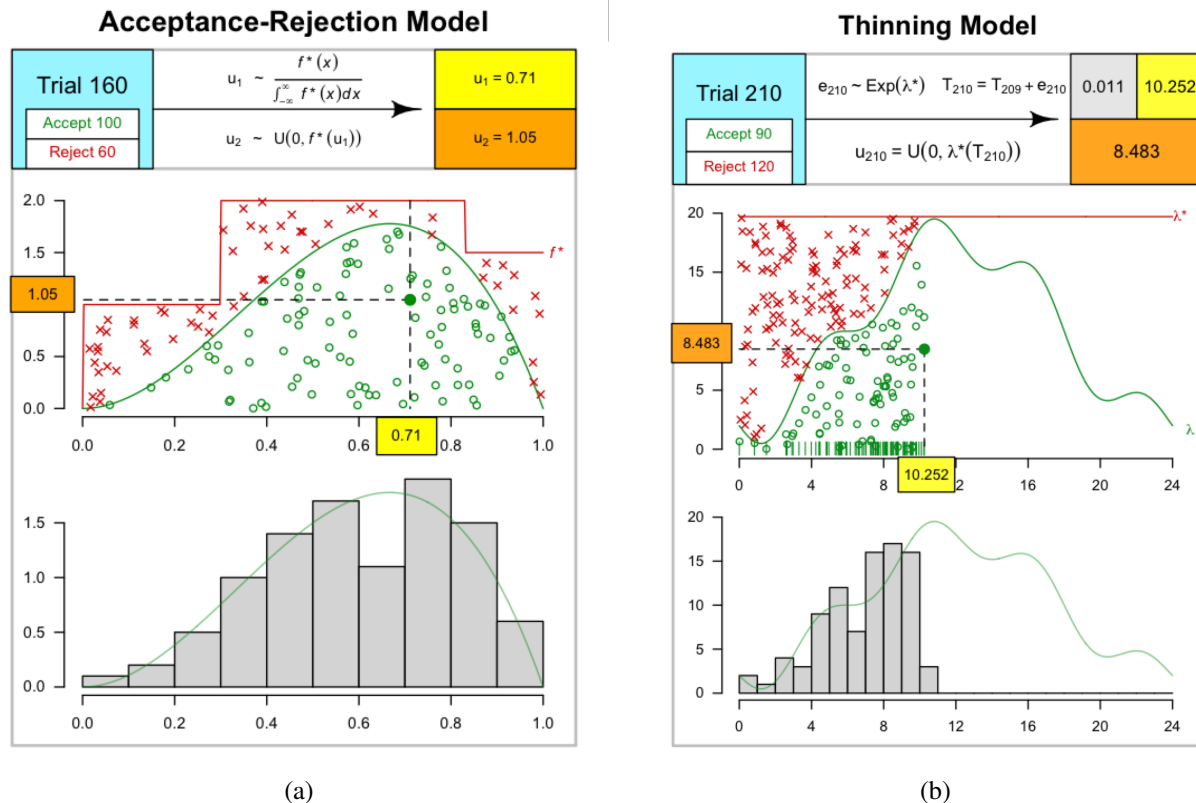 Acceptance-Rejection Model
Trial 160
Accept 100
Reject 60
u₁ ~ f*(x) / ∫_{-∞}^{∞} f*(x)dx
u₂ ~ U(0, f*(u₁))
u₁ = 0.71
u₂ = 1.05
2.0
1.5
0.5
0.0
1.05
f*
0.0 0.2 0.4 0.6 0.8 1.0
0.71
1.5
1.0
0.5
0.0
0.0 0.2 0.4 0.6 0.8 1.0
(a)
Thinning Model
Trial 210
Accept 90
Reject 120
e₂₁₀ ~ Exp(λ*) T₂₁₀ = T₂₀₉ + e₂₁₀
u₂₁₀ = U(0, λ*(T₂₁₀))
0.011 10.252
8.483
20
15
5
0
8.483
λ*
λ
0 4 8 12 16 20 24
10.252
20
15
10
5
0
0 4 8 12 16 20 24
(b)